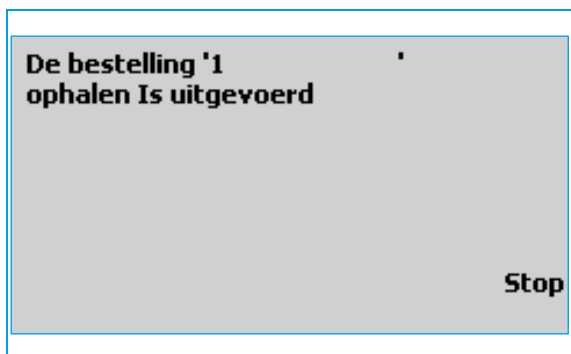 De bestelling '1                    '
ophalen Is uitgevoerd
Stop